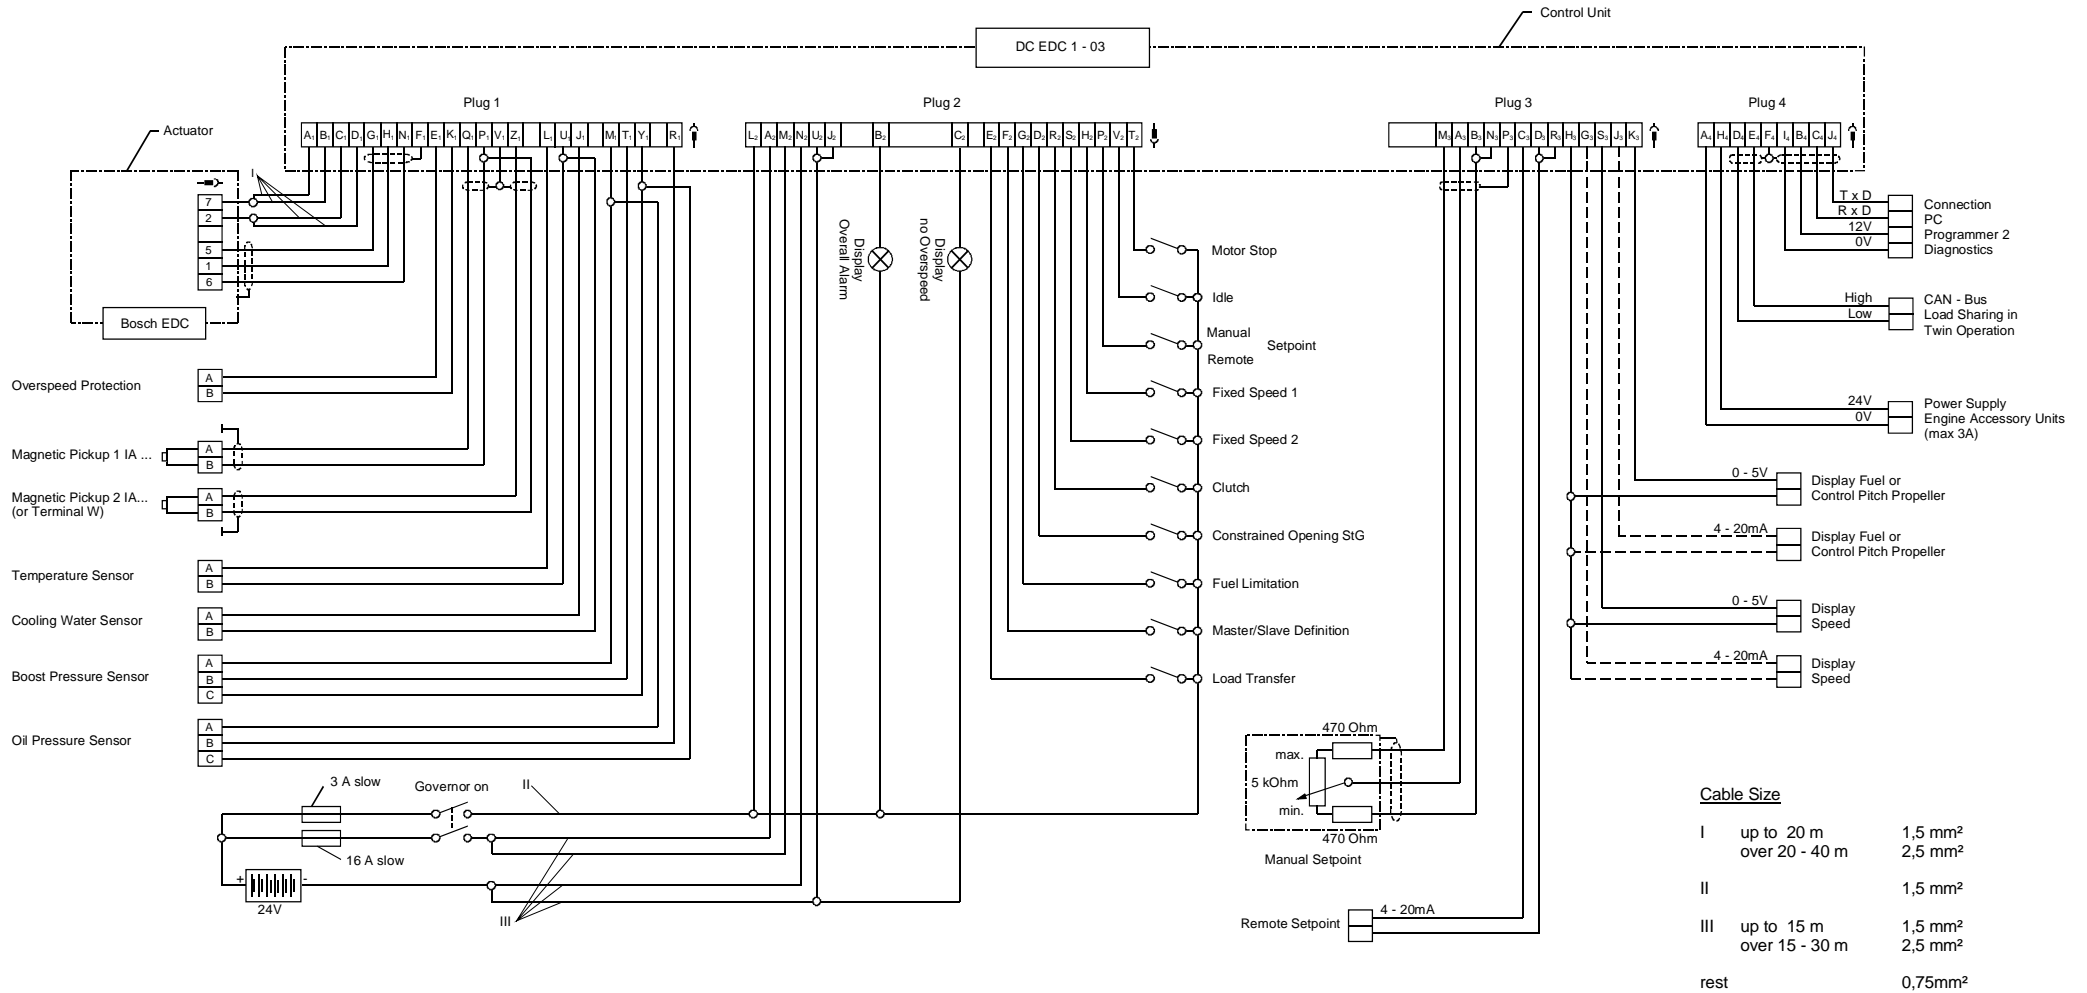 Control Unit
DC EDC 1 - 03
Plug 1
Plug 2
Plug 3
Plug 4
Actuator
A₁ B₁ C₁ D₁ G₁ H₁ N₁ F₁ E₁ K₁ Q₁ P₁ V₁ Z₁ L₁ U₁ J₁ M₁ T₁ Y₁ R₁
L₂ A₂ M₂ N₂ U₂ J₂ B₂ C₂ E₂ F₂ G₂ D₂ R₂ S₂ H₂ P₂ V₂ T₂
M₃ A₃ B₃ N₃ P₃ C₃ D₃ R₃ H₃ G₃ S₃ J₃ K₃
A₄ H₄ D₄ E₄ F₄ I₄ B₄ C₄ J₄
I
7
2
5
1
6
Bosch EDC
Overspeed Protection
A
B
Magnetic Pickup 1 IA ...
A
B
Magnetic Pickup 2 IA...
(or Terminal W)
A
B
Temperature Sensor
A
B
Cooling Water Sensor
A
B
Boost Pressure Sensor
A
B
C
Oil Pressure Sensor
A
B
C
3 A slow
Governor on
II
16 A slow
+
-
24V
III
Display
Overall Alarm
Display
no Overspeed
Motor Stop
Idle
Manual
Setpoint
Remote
Fixed Speed 1
Fixed Speed 2
Clutch
Constrained Opening StG
Fuel Limitation
Master/Slave Definition
Load Transfer
470 Ohm
max.
5 kOhm
min.
470 Ohm
Manual Setpoint
Remote Setpoint
4 - 20mA
T x D
R x D
12V
0V
Connection
PC
Programmer 2
Diagnostics
High
Low
CAN - Bus
Load Sharing in
Twin Operation
24V
0V
Power Supply
Engine Accessory Units
(max 3A)
0 - 5V
Display Fuel or
Control Pitch Propeller
4 - 20mA
Display Fuel or
Control Pitch Propeller
0 - 5V
Display
Speed
4 - 20mA
Display
Speed
Cable Size
I up to 20 m 1,5 mm²
over 20 - 40 m 2,5 mm²
II 1,5 mm²
III up to 15 m 1,5 mm²
over 15 - 30 m 2,5 mm²
rest 0,75mm²